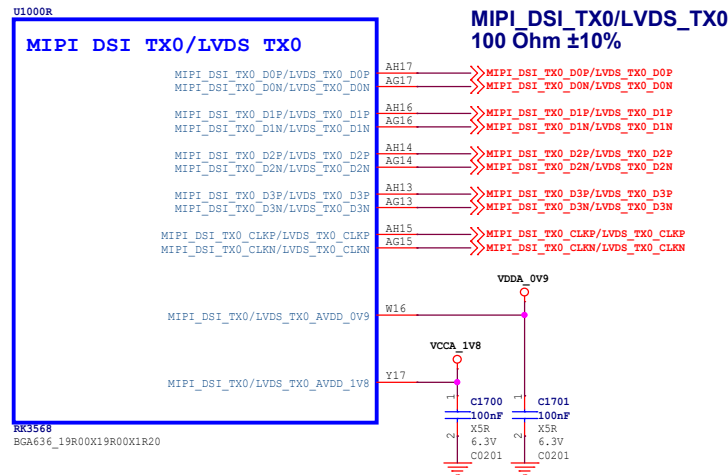 U1000R
MIPI_DSI_TX0/LVDS_TX0
100 Ohm ±10%
MIPI DSI TX0/LVDS TX0
MIPI_DSI_TX0_D0P/LVDS_TX0_D0P AH17 MIPI_DSI_TX0_D0P/LVDS_TX0_D0P
MIPI_DSI_TX0_D0N/LVDS_TX0_D0N AG17 MIPI_DSI_TX0_D0N/LVDS_TX0_D0N
MIPI_DSI_TX0_D1P/LVDS_TX0_D1P AH16 MIPI_DSI_TX0_D1P/LVDS_TX0_D1P
MIPI_DSI_TX0_D1N/LVDS_TX0_D1N AG16 MIPI_DSI_TX0_D1N/LVDS_TX0_D1N
MIPI_DSI_TX0_D2P/LVDS_TX0_D2P AH14 MIPI_DSI_TX0_D2P/LVDS_TX0_D2P
MIPI_DSI_TX0_D2N/LVDS_TX0_D2N AG14 MIPI_DSI_TX0_D2N/LVDS_TX0_D2N
MIPI_DSI_TX0_D3P/LVDS_TX0_D3P AH13 MIPI_DSI_TX0_D3P/LVDS_TX0_D3P
MIPI_DSI_TX0_D3N/LVDS_TX0_D3N AG13 MIPI_DSI_TX0_D3N/LVDS_TX0_D3N
MIPI_DSI_TX0_CLKP/LVDS_TX0_CLKP AH15 MIPI_DSI_TX0_CLKP/LVDS_TX0_CLKP
MIPI_DSI_TX0_CLKN/LVDS_TX0_CLKN AG15 MIPI_DSI_TX0_CLKN/LVDS_TX0_CLKN
VDDA_0V9
MIPI_DSI_TX0/LVDS_TX0_AVDD_0V9 W16
VCCA_1V8
MIPI_DSI_TX0/LVDS_TX0_AVDD_1V8 Y17
1 C1700 1 C1701
100nF 100nF
X5R X5R
2 6.3V 2 6.3V
C0201 C0201
RK3568
BGA636_19R00X19R00X1R20